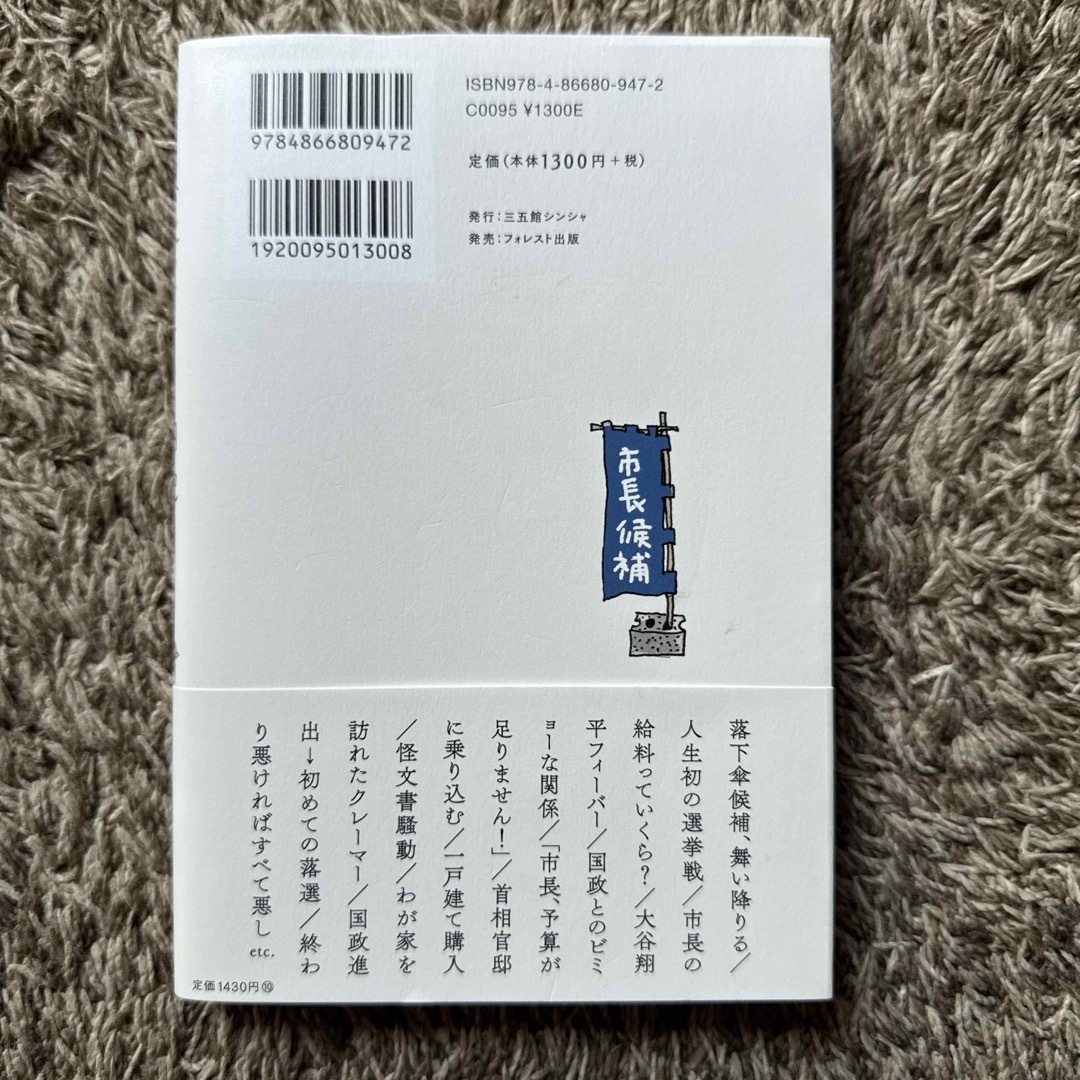 9784866809472
1920095013008
ISBN978-4-86680-947-2
C0095 ¥1300E
定価(本体1300円+税)
発行:三五館シンシャ
発売:フォレスト出版
市長候補
落下傘候補、舞い降りる/
人生初の選挙戦/市長の
給料っていくら?/大谷翔
平フィーバー/国政とのビミ
ョーな関係/「市長、予算が
足りません!」/首相官邸
に乗り込む/一戸建て購入
/怪文書騒動/わが家を
訪れたクレーマー/国政進
出→初めての落選/終わ
り悪ければすべて悪し etc.
定価1430円⑩